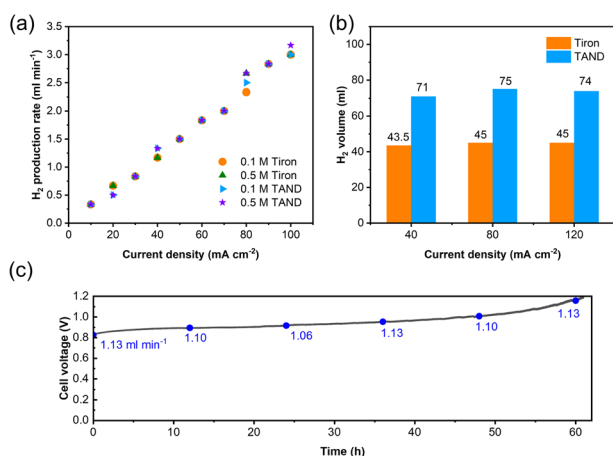 (a)
H2 production rate (ml min-1)
3.5
3.0
2.5
2.0
1.5
1.0
0.5
0.0
0.1 M Tiron
0.5 M Tiron
0.1 M TAND
0.5 M TAND
0 20 40 60 80 100
Current density (mA cm-2)
(b)
H2 volume (ml)
100
80
60
40
20
0
Tiron
TAND
43.5 71 45 75 45 74
40 80 120
Current density (mA cm-2)
(c)
Cell voltage (V)
1.2
1.0
0.8
0.6
0.4
0.2
0.0
1.13 ml min-1 1.10 1.06 1.13 1.10 1.13
0 10 20 30 40 50 60
Time (h)